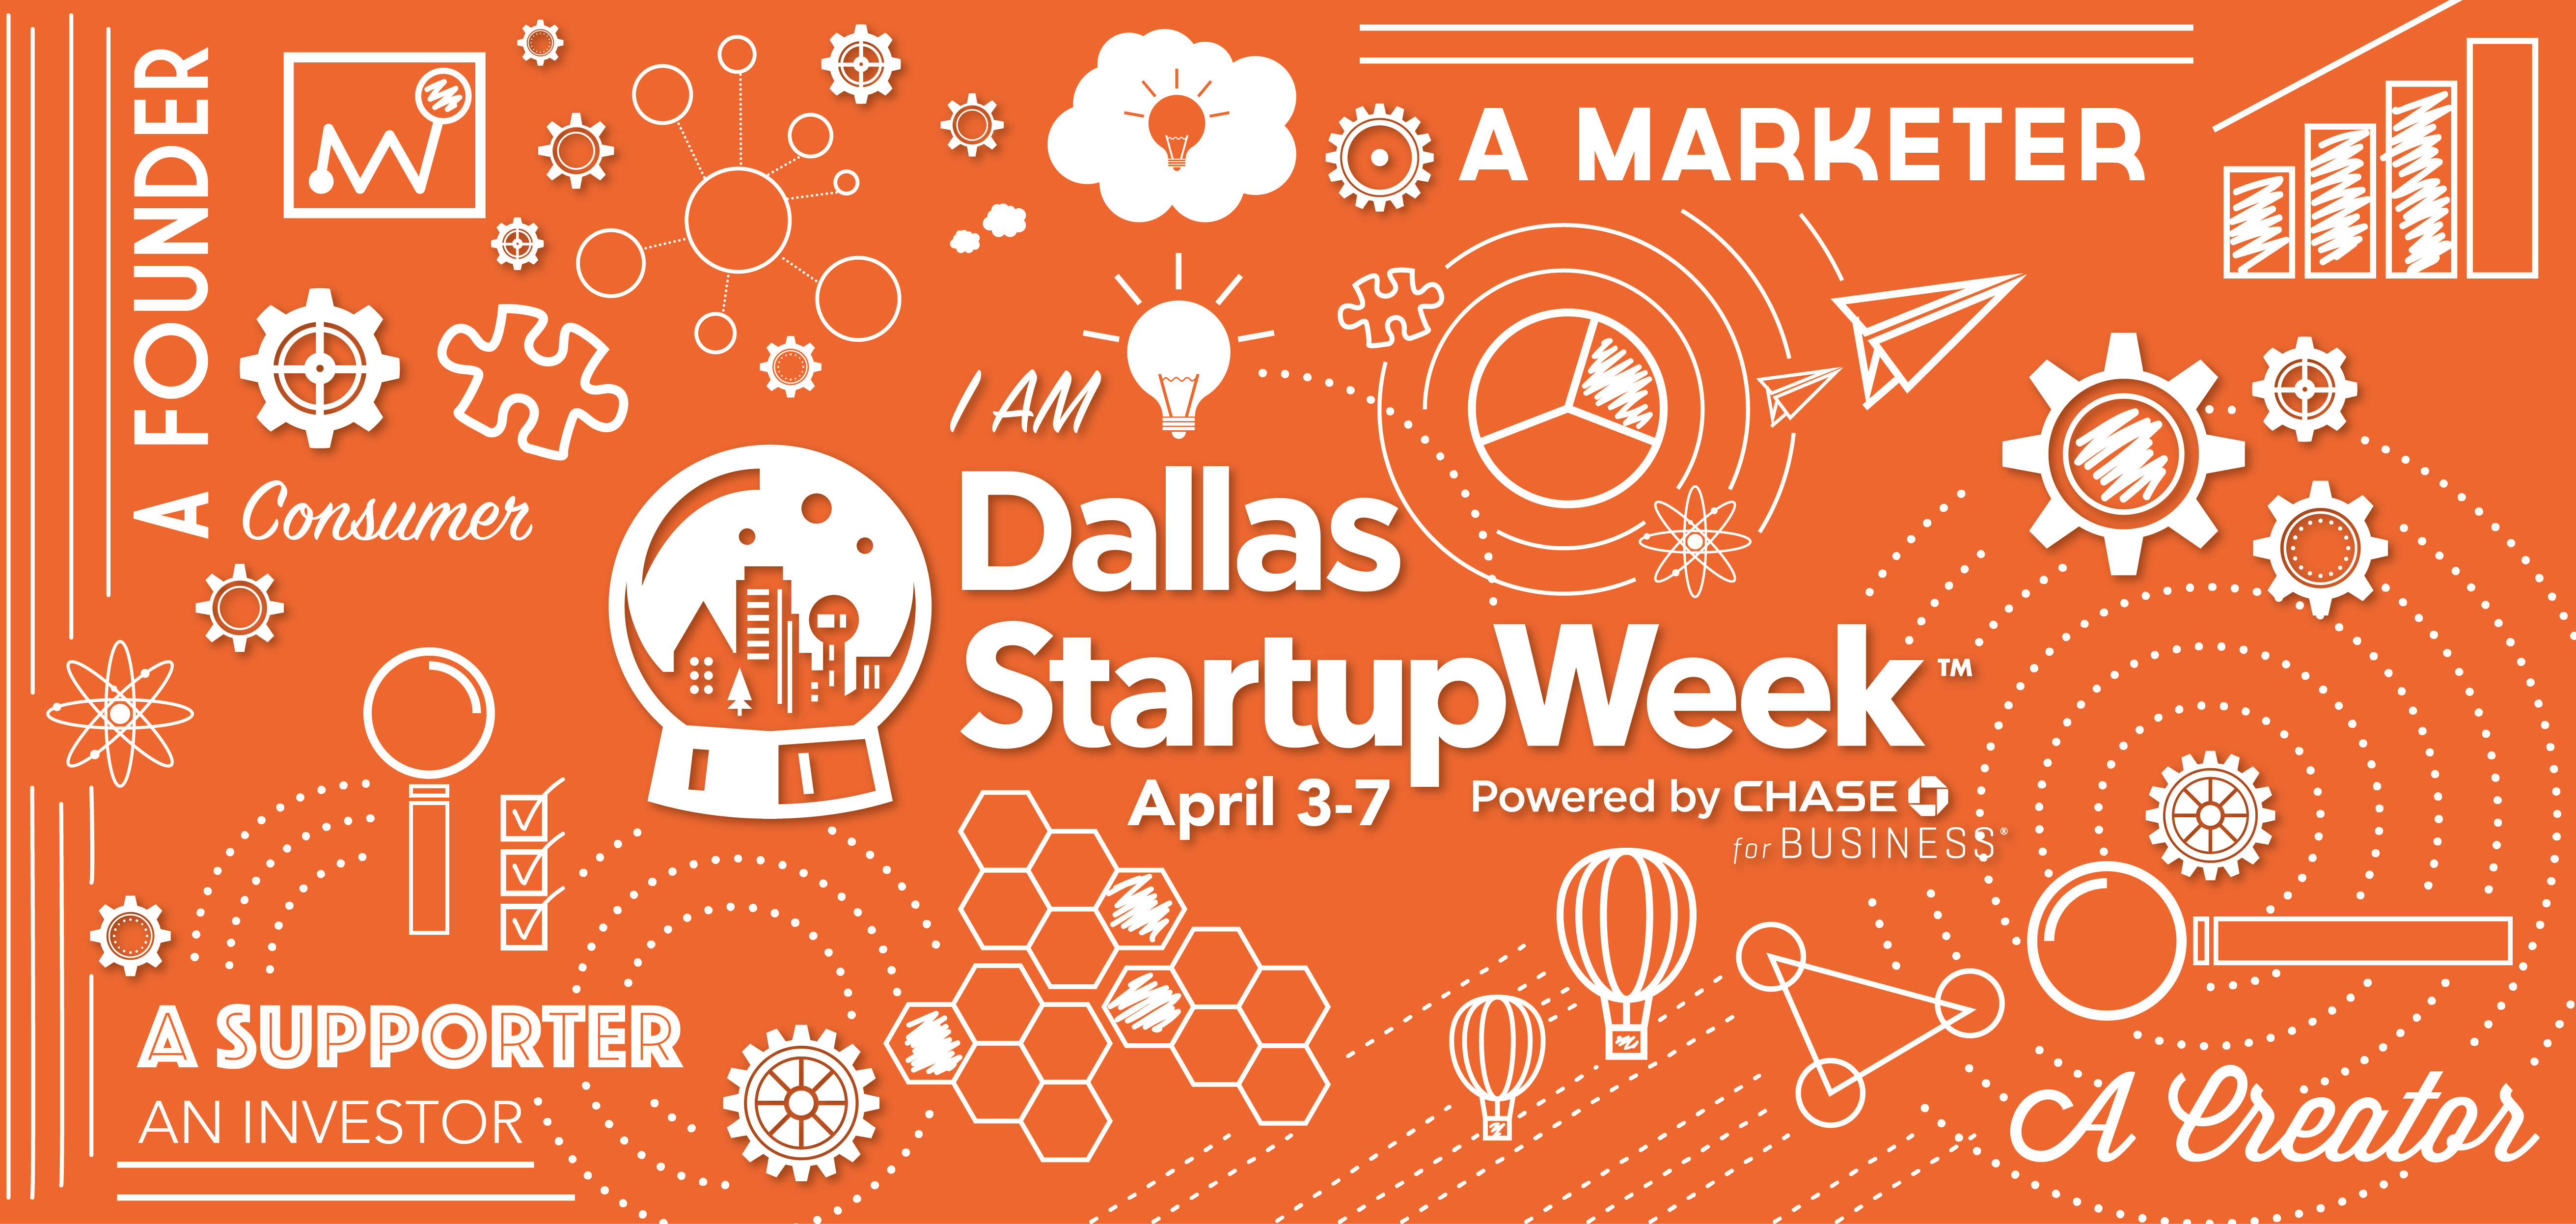 A FOUNDER
A MARKETER
I AM
Consumer
Dallas
StartupWeek™
April 3-7
Powered by CHASE
for BUSINESS®
A SUPPORTER
AN INVESTOR
A Creator